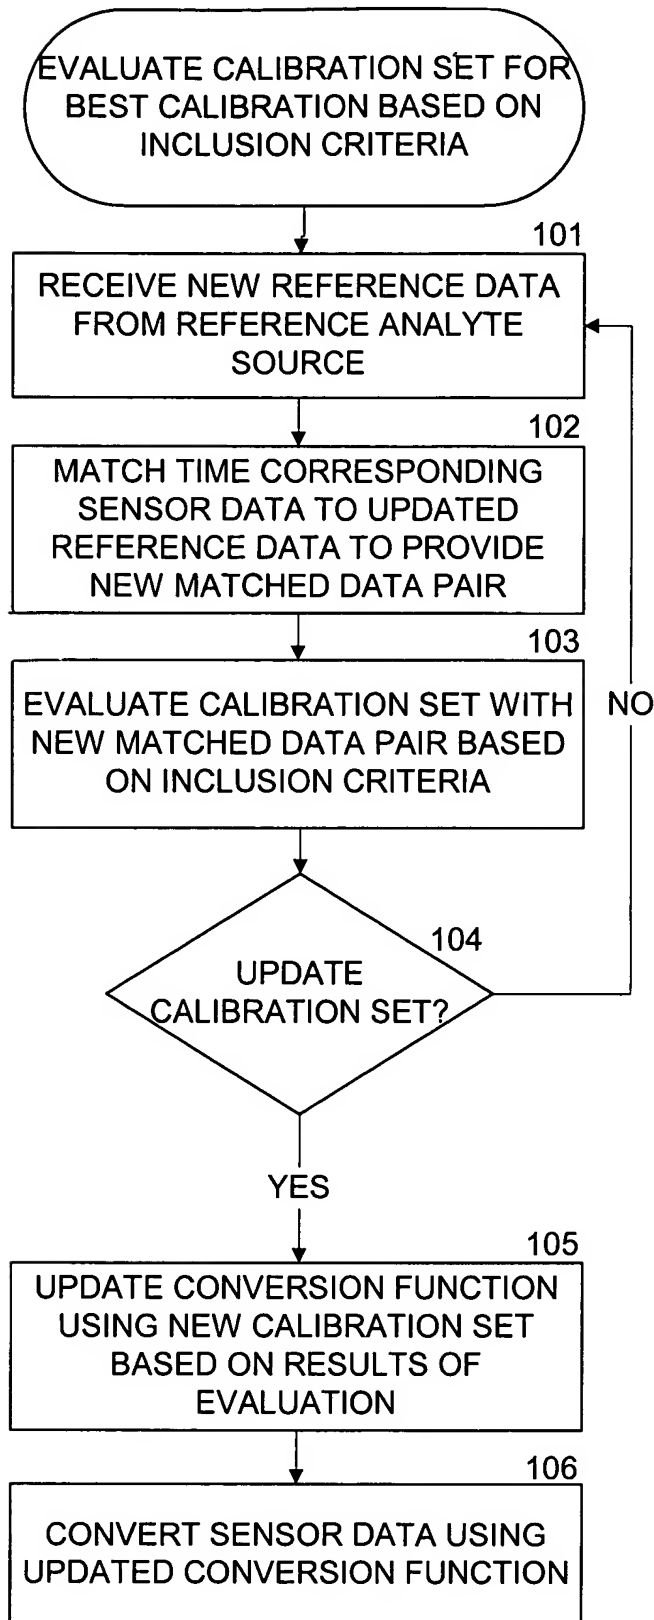 EVALUATE CALIBRATION SET FOR
BEST CALIBRATION BASED ON
INCLUSION CRITERIA
101
RECEIVE NEW REFERENCE DATA
FROM REFERENCE ANALYTE
SOURCE
102
MATCH TIME CORRESPONDING
SENSOR DATA TO UPDATED
REFERENCE DATA TO PROVIDE
NEW MATCHED DATA PAIR
103
EVALUATE CALIBRATION SET WITH
NEW MATCHED DATA PAIR BASED
ON INCLUSION CRITERIA
NO
104
UPDATE
CALIBRATION SET?
YES
105
UPDATE CONVERSION FUNCTION
USING NEW CALIBRATION SET
BASED ON RESULTS OF
EVALUATION
106
CONVERT SENSOR DATA USING
UPDATED CONVERSION FUNCTION